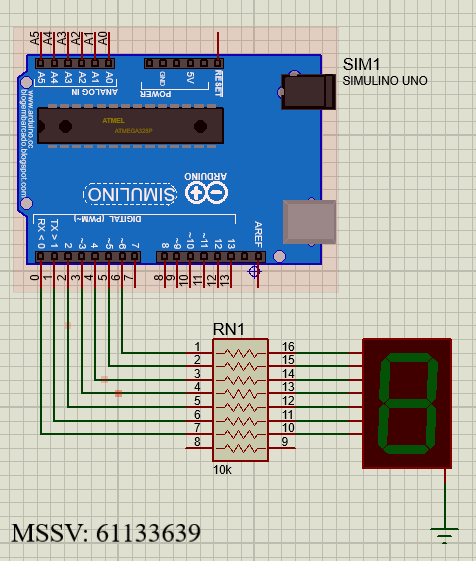 A5 A4 A3 A2 A1 A0
SIM1
SIMULINO UNO
A5 A4 A3 A2 A1 A0
ANALOG IN
GND 5V RESET
POWER
www.arduino.cc
blogembarcado.blogspot.com
ATMEL
ATMEGA328P
SIMULINO
ARDUINO
DIGITAL (PWM~)
RX < 0 TX > 1 2 ~3 4 ~5 ~6 7 8 ~9 ~10 ~11 12 13 AREF
0 1 2 3 4 5 6 7 8 9 10 11 12 13
RN1
1 16
2 15
3 14
4 13
5 12
6 11
7 10
8 9
10k
MSSV: 61133639